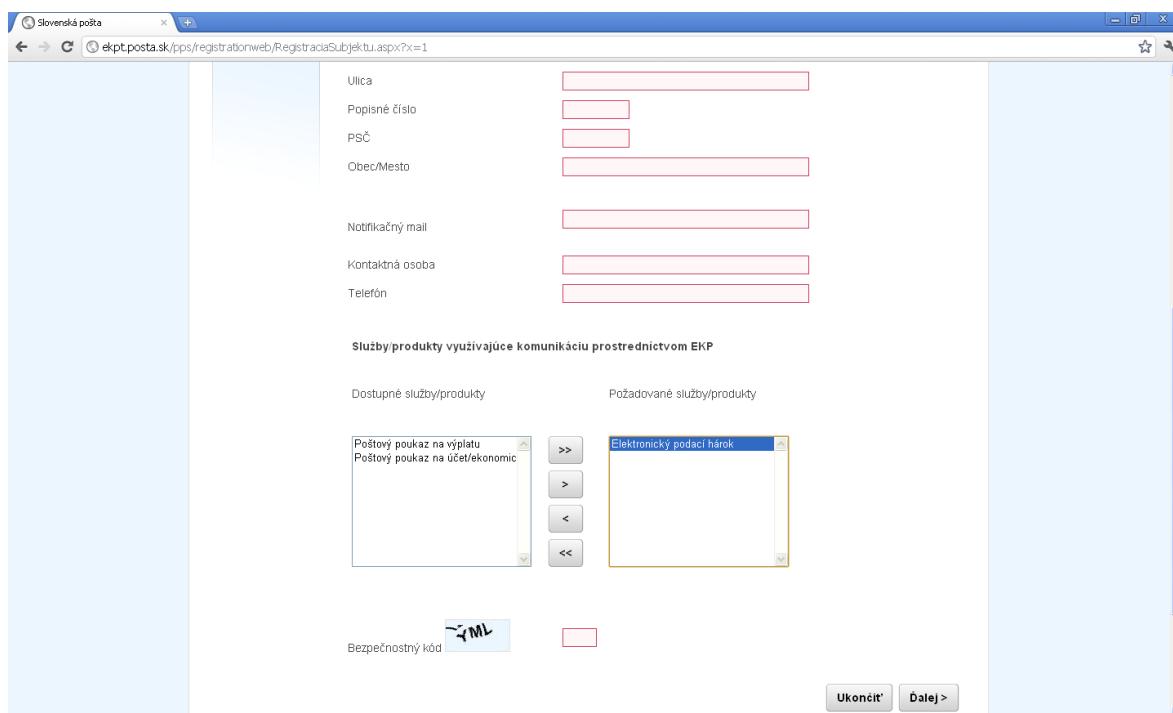 Slovenská pošta
ekpt.posta.sk/pps/registrationweb/RegistraciaSubjektu.aspx?x=1
Ulica
Popisné číslo
PSČ
Obec/Mesto
Notifikačný mail
Kontaktná osoba
Telefón
Služby/produkty využívajúce komunikáciu prostredníctvom EKP
Dostupné služby/produkty Požadované služby/produkty
Poštový poukaz na výplatu >> Elektronický podací hárok
Poštový poukaz na účet/ekonomic
>
<
<<
Bezpečnostný kód
Ukončiť Ďalej >